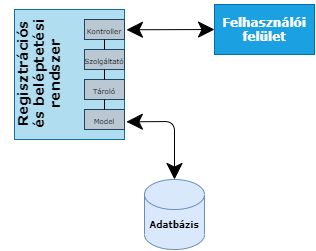 Regisztrációs
és beléptetési
rendszer
Kontroller
Szolgáltató
Tároló
Model
Felhasználói
felület
Adatbázis